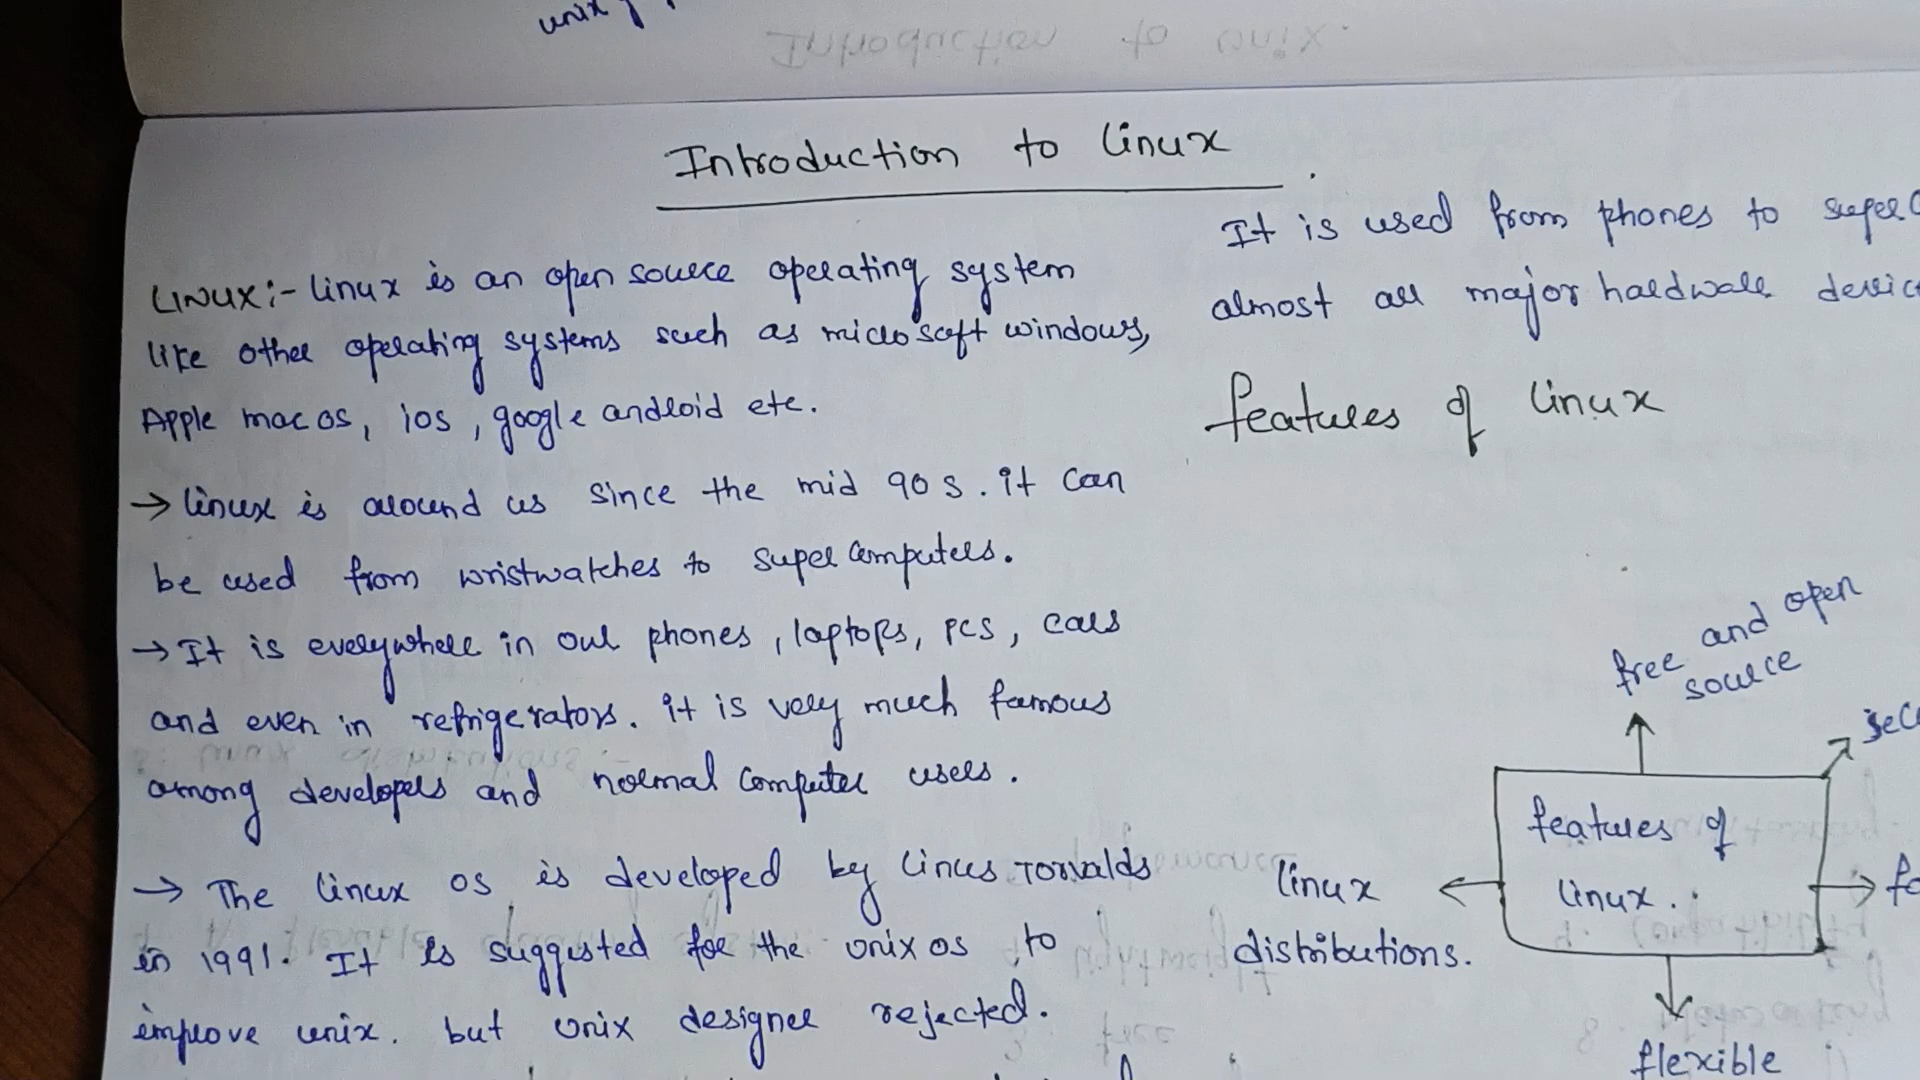 unix
Introduction to linux
LINUX:- linux is an open source operating system
like other operating systems such as microsoft windows,
Apple mac os, ios, google android etc.
→ linux is around us since the mid 90s. it can
be used from wristwatches to super computers.
→ It is everywhere in our phones, laptops, pcs, cars
and even in refrigerators. it is very much famous
among developers and normal computer users.
→ The linux os is developed by linus Torvalds
in 1991. It is suggested for the unix os to
improve unix. but unix designer rejected.
It is used from phones to super
almost all major hardware devic
features of linux
free and open
source
sec
features of
linux.
linux
distributions.
fa
flexible